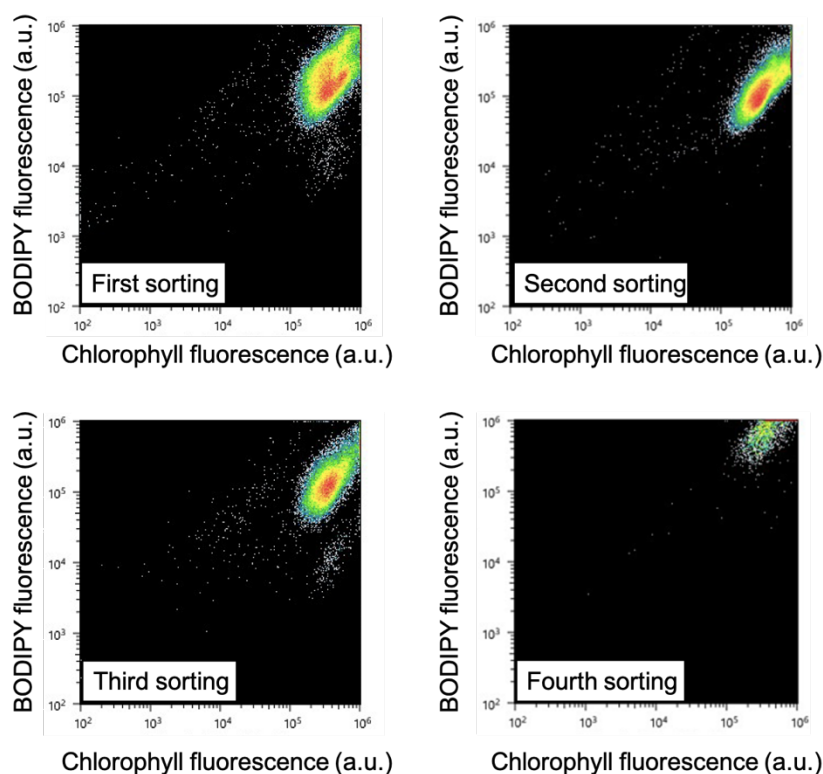 BODIPY fluorescence (a.u.)
10⁶
10⁵
10⁴
10³
10²
First sorting
10² 10³ 10⁴ 10⁵ 10⁶
Chlorophyll fluorescence (a.u.)
BODIPY fluorescence (a.u.)
10⁶
10⁵
10⁴
10³
10²
Second sorting
10² 10³ 10⁴ 10⁵ 10⁶
Chlorophyll fluorescence (a.u.)
BODIPY fluorescence (a.u.)
10⁶
10⁵
10⁴
10³
10²
Third sorting
10² 10³ 10⁴ 10⁵ 10⁶
Chlorophyll fluorescence (a.u.)
BODIPY fluorescence (a.u.)
10⁶
10⁵
10⁴
10³
10²
Fourth sorting
10² 10³ 10⁴ 10⁵ 10⁶
Chlorophyll fluorescence (a.u.)